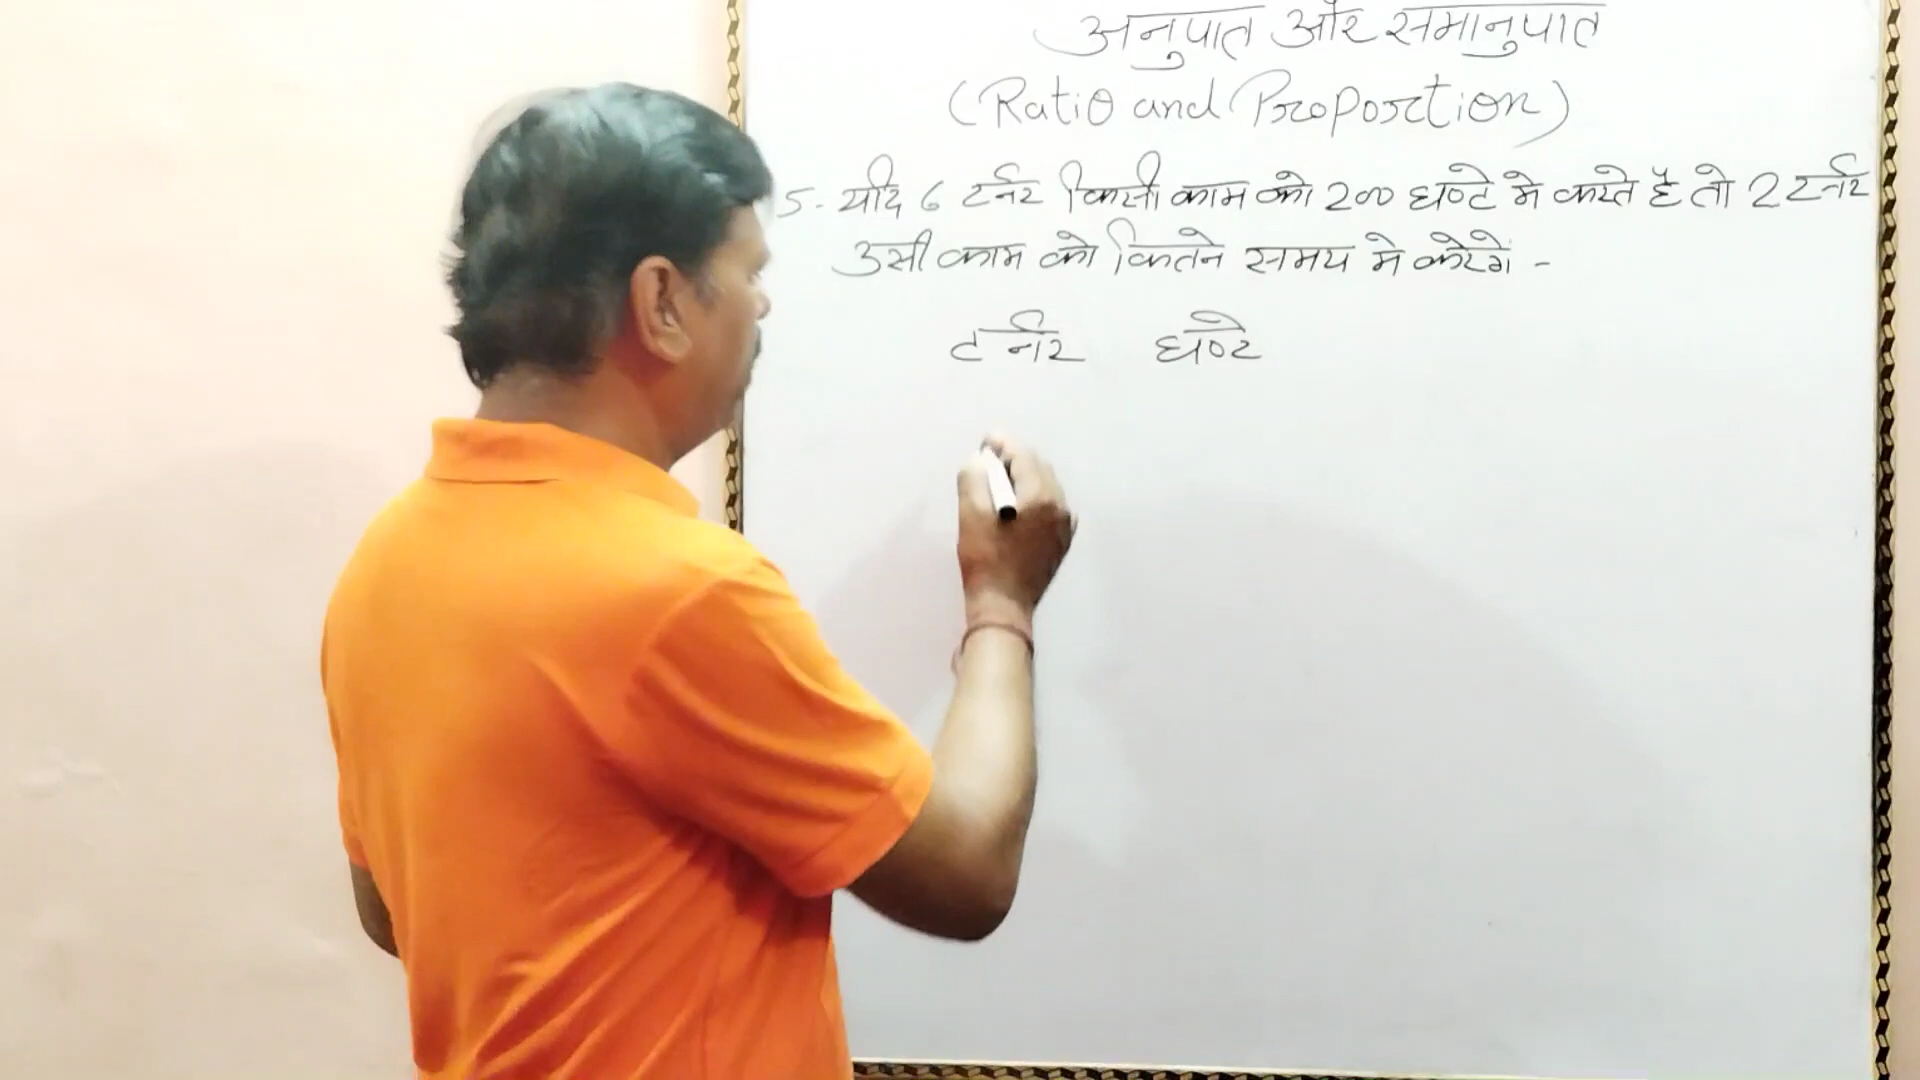 अनुपात और समानुपात
(Ratio and Proportion)
5. यदि 6 टर्नर किसी काम को 200 घण्टे मे करते है तो 2 टर्नर
उसी काम को कितने समय मे करेगें -
टर्नर घण्टे